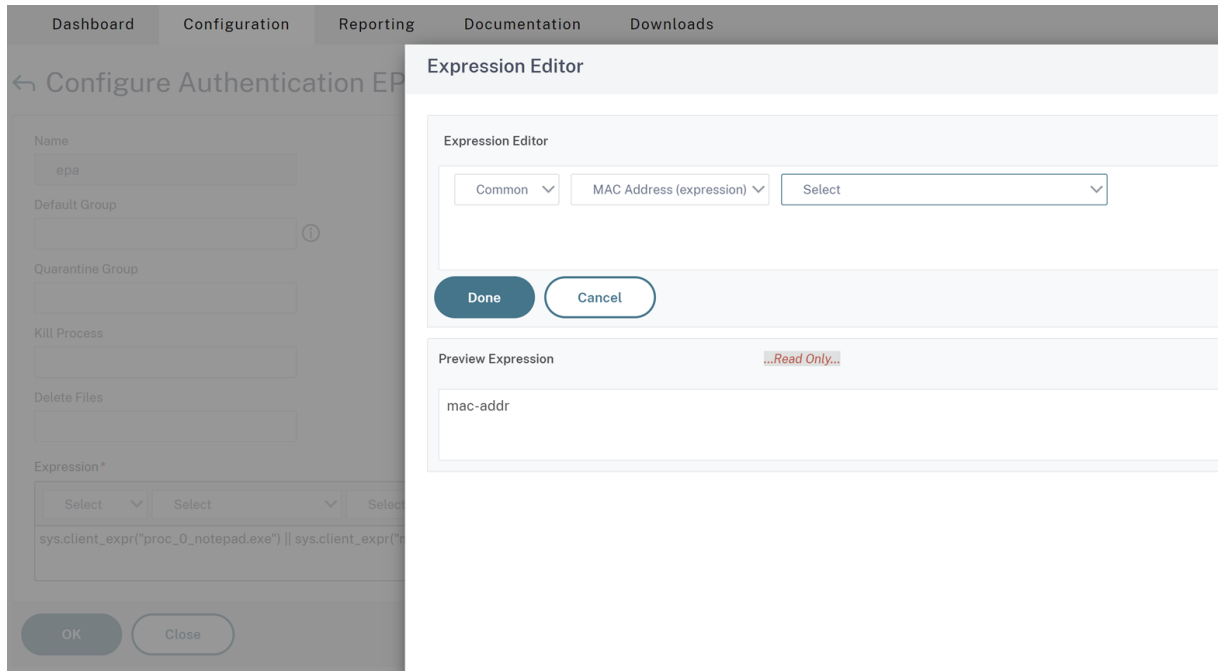 Dashboard Configuration Reporting Documentation Downloads
Configure Authentication EP
Name
epa
Default Group
Quarantine Group
Kill Process
Delete Files
Expression*
Select Select Select
sys.client_expr("proc_0_notepad.exe") || sys.client_expr("
OK Close
Expression Editor
Expression Editor
Common MAC Address (expression) Select
Done Cancel
Preview Expression ...Read Only...
mac-addr